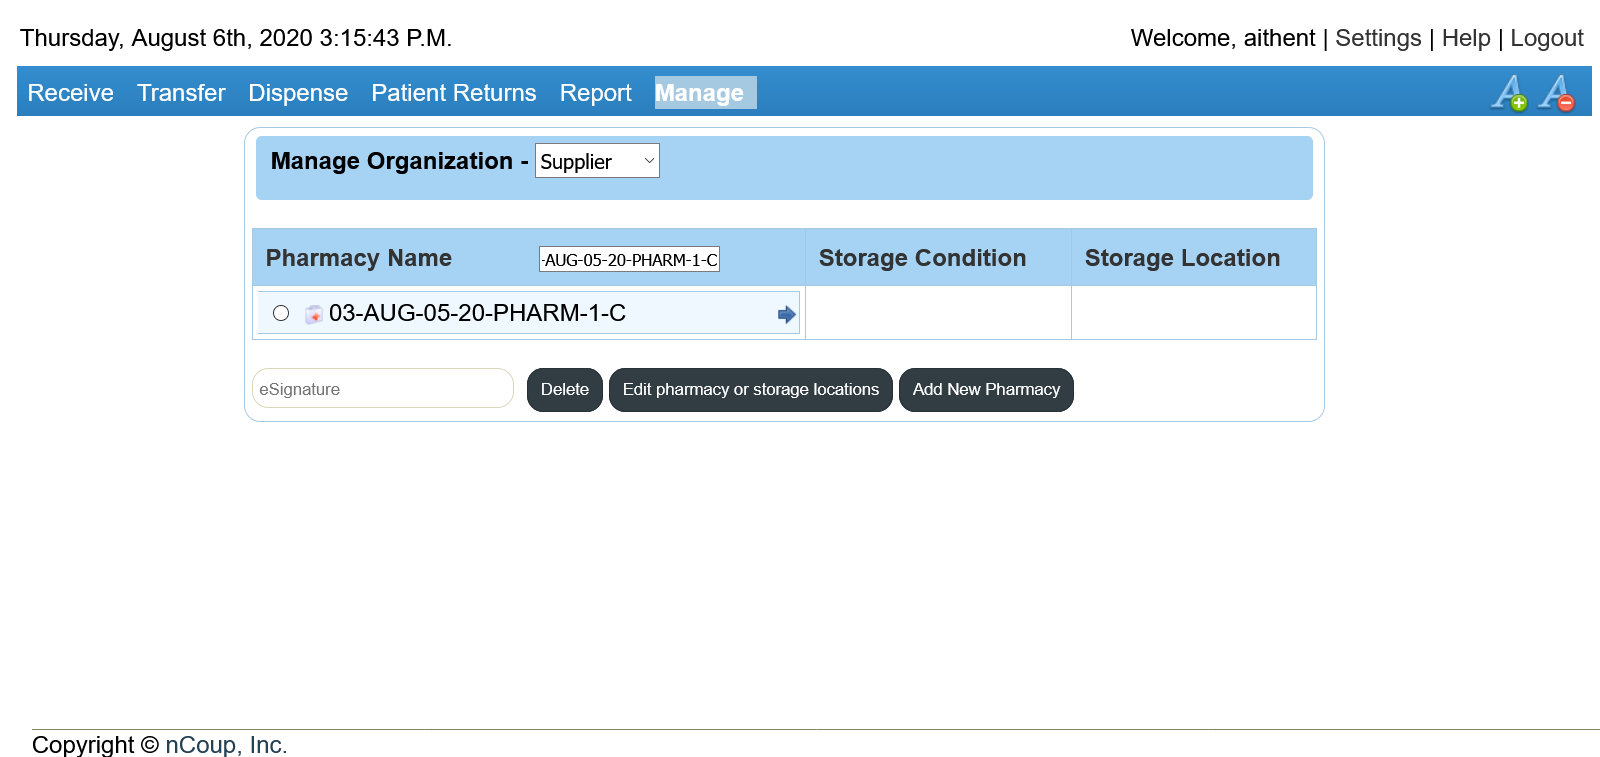 Thursday, August 6th, 2020 3:15:43 P.M.
Welcome, aithent | Settings | Help | Logout
Receive Transfer Dispense Patient Returns Report Manage
Manage Organization - Supplier
Pharmacy Name -AUG-05-20-PHARM-1-C Storage Condition Storage Location
03-AUG-05-20-PHARM-1-C
eSignature Delete Edit pharmacy or storage locations Add New Pharmacy
Copyright © nCoup, Inc.